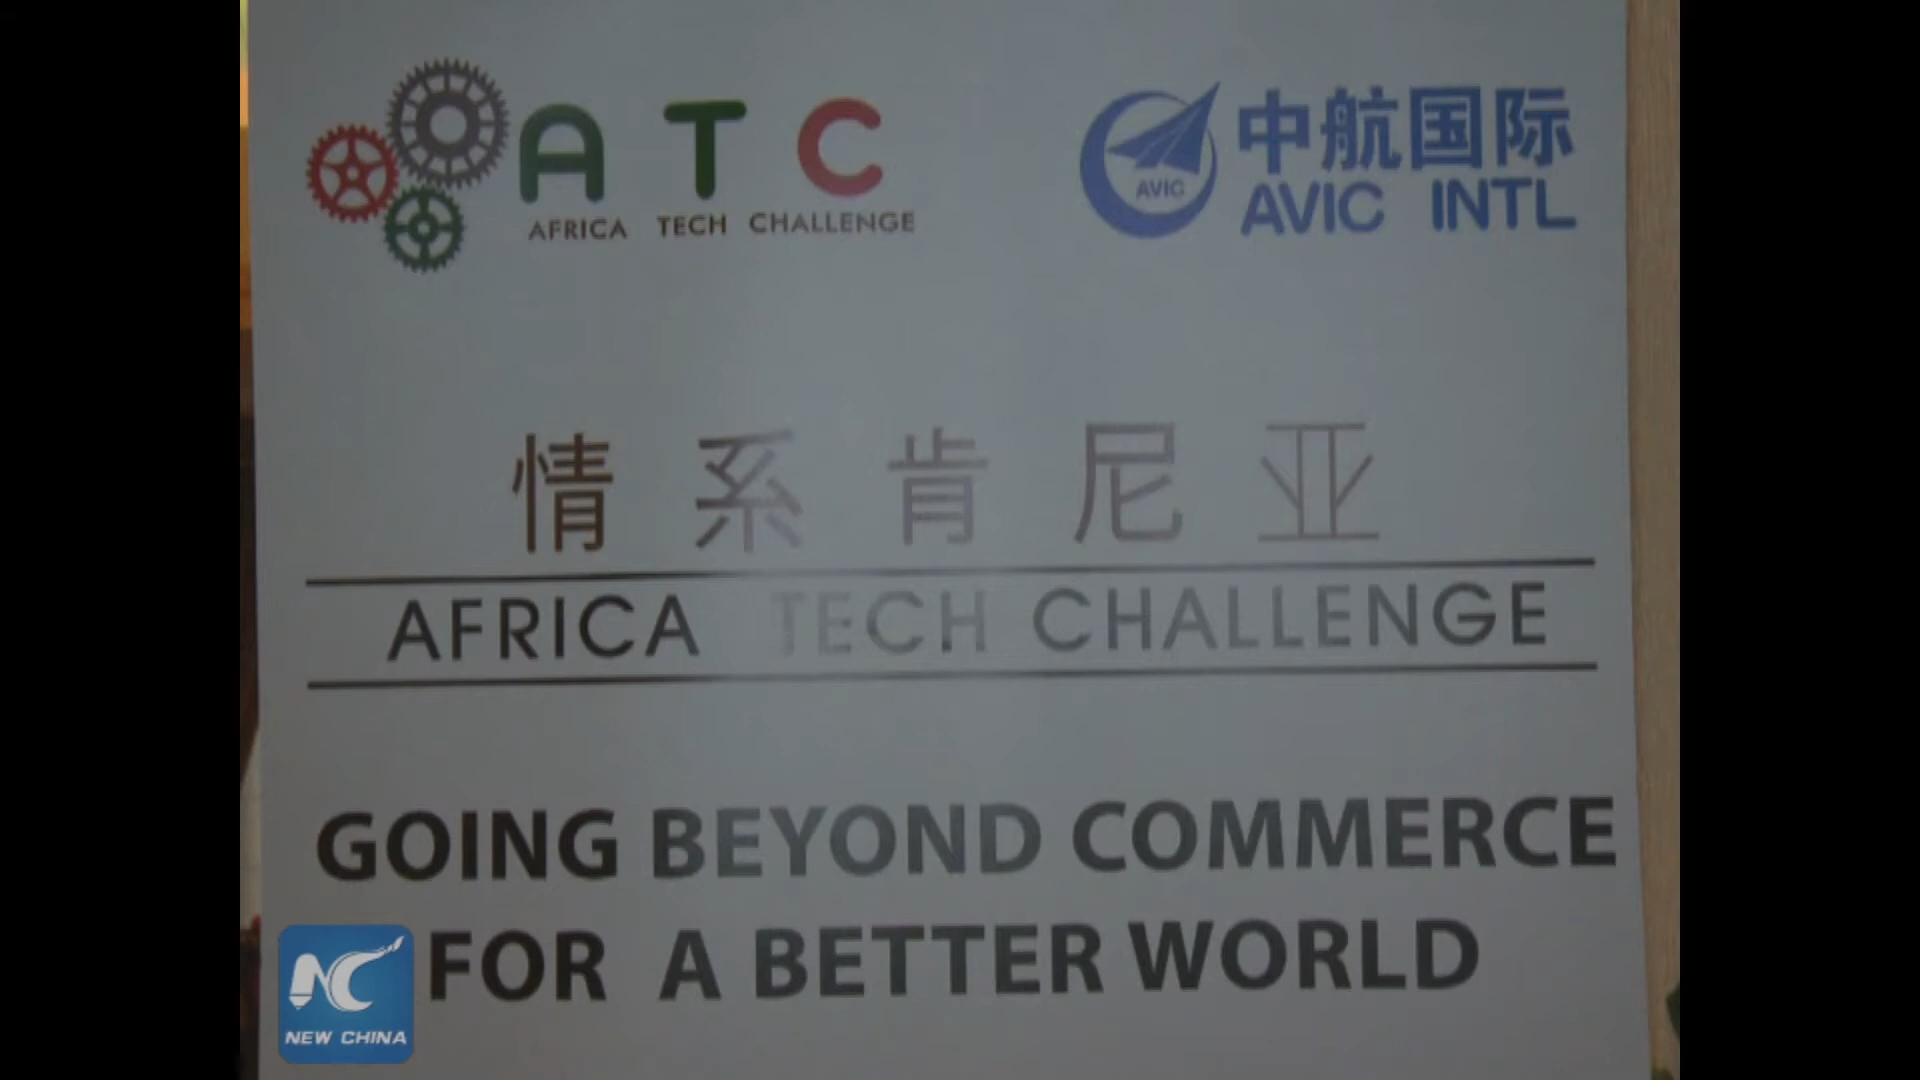 ATC
AFRICA TECH CHALLENGE
AVIC
中航国际
AVIC INTL
情系肯尼亚
AFRICA TECH CHALLENGE
GOING BEYOND COMMERCE
FOR A BETTER WORLD
NC
NEW CHINA